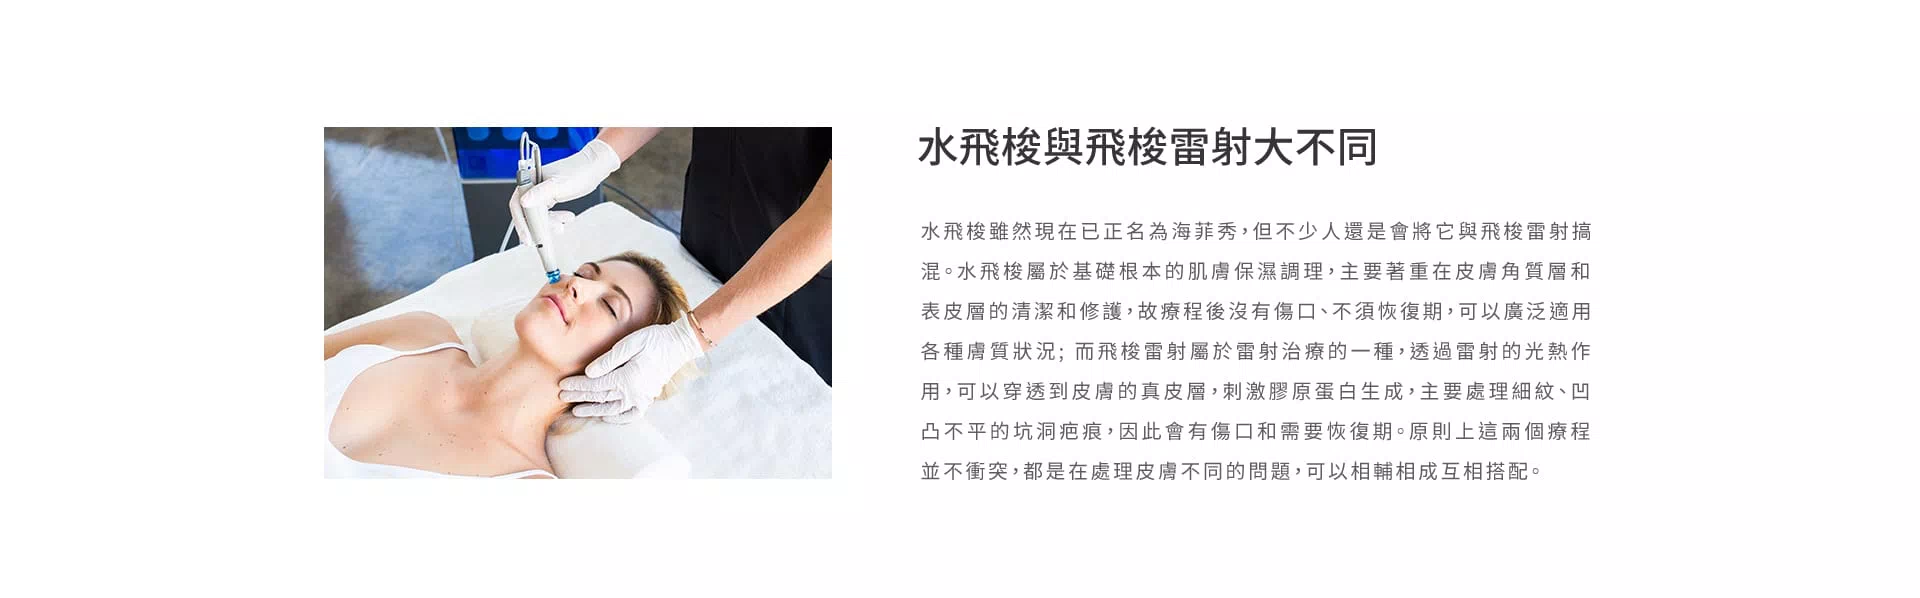 水飛梭與飛梭雷射大不同
水飛梭雖然現在已正名為海菲秀，但不少人還是會將它與飛梭雷射搞
混。水飛梭屬於基礎根本的肌膚保濕調理，主要著重在皮膚角質層和
表皮層的清潔和修護，故療程後沒有傷口、不須恢復期，可以廣泛適用
各種膚質狀況; 而飛梭雷射屬於雷射治療的一種，透過雷射的光熱作
用，可以穿透到皮膚的真皮層，刺激膠原蛋白生成，主要處理細紋、凹
凸不平的坑洞疤痕，因此會有傷口和需要恢復期。原則上這兩個療程
並不衝突，都是在處理皮膚不同的問題，可以相輔相成互相搭配。